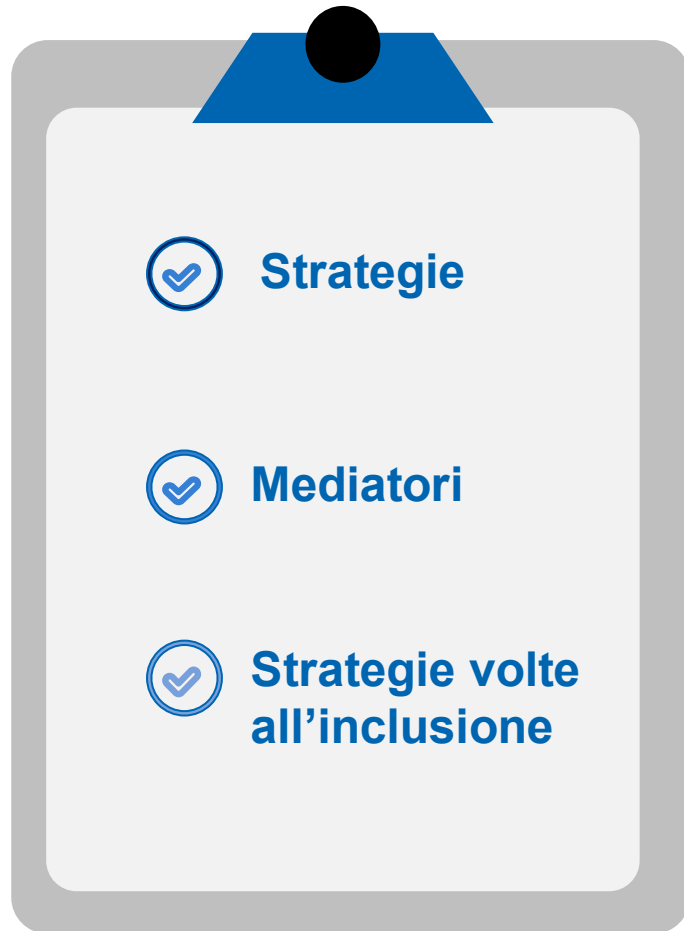 Strategie
Mediatori
Strategie volte
all’inclusione